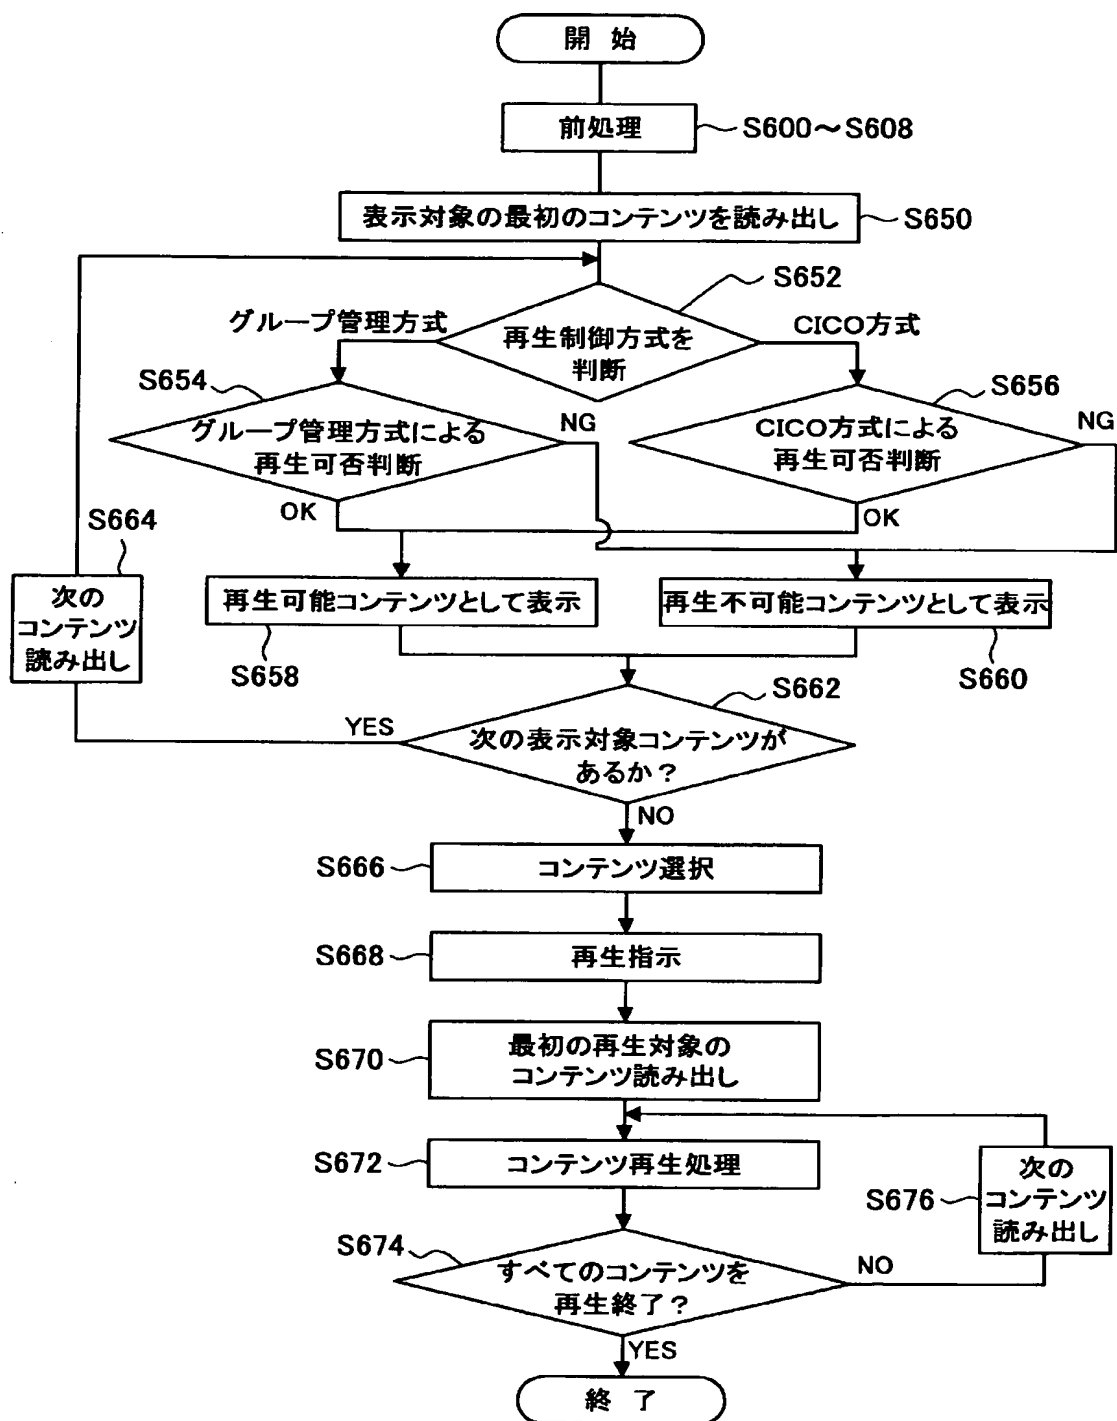 開始
前処理
S600～S608
表示対象の最初のコンテンツを読み出し
S650
S652
グループ管理方式
再生制御方式を
判断
CICO方式
S654
グループ管理方式による
再生可否判断
NG
OK
S656
CICO方式による
再生可否判断
NG
OK
S664
次の
コンテンツ
読み出し
再生可能コンテンツとして表示
S658
再生不可能コンテンツとして表示
S660
S662
YES
次の表示対象コンテンツが
あるか？
NO
S666
コンテンツ選択
S668
再生指示
S670
最初の再生対象の
コンテンツ読み出し
S672
コンテンツ再生処理
S676
次の
コンテンツ
読み出し
S674
すべてのコンテンツを
再生終了？
NO
YES
終了